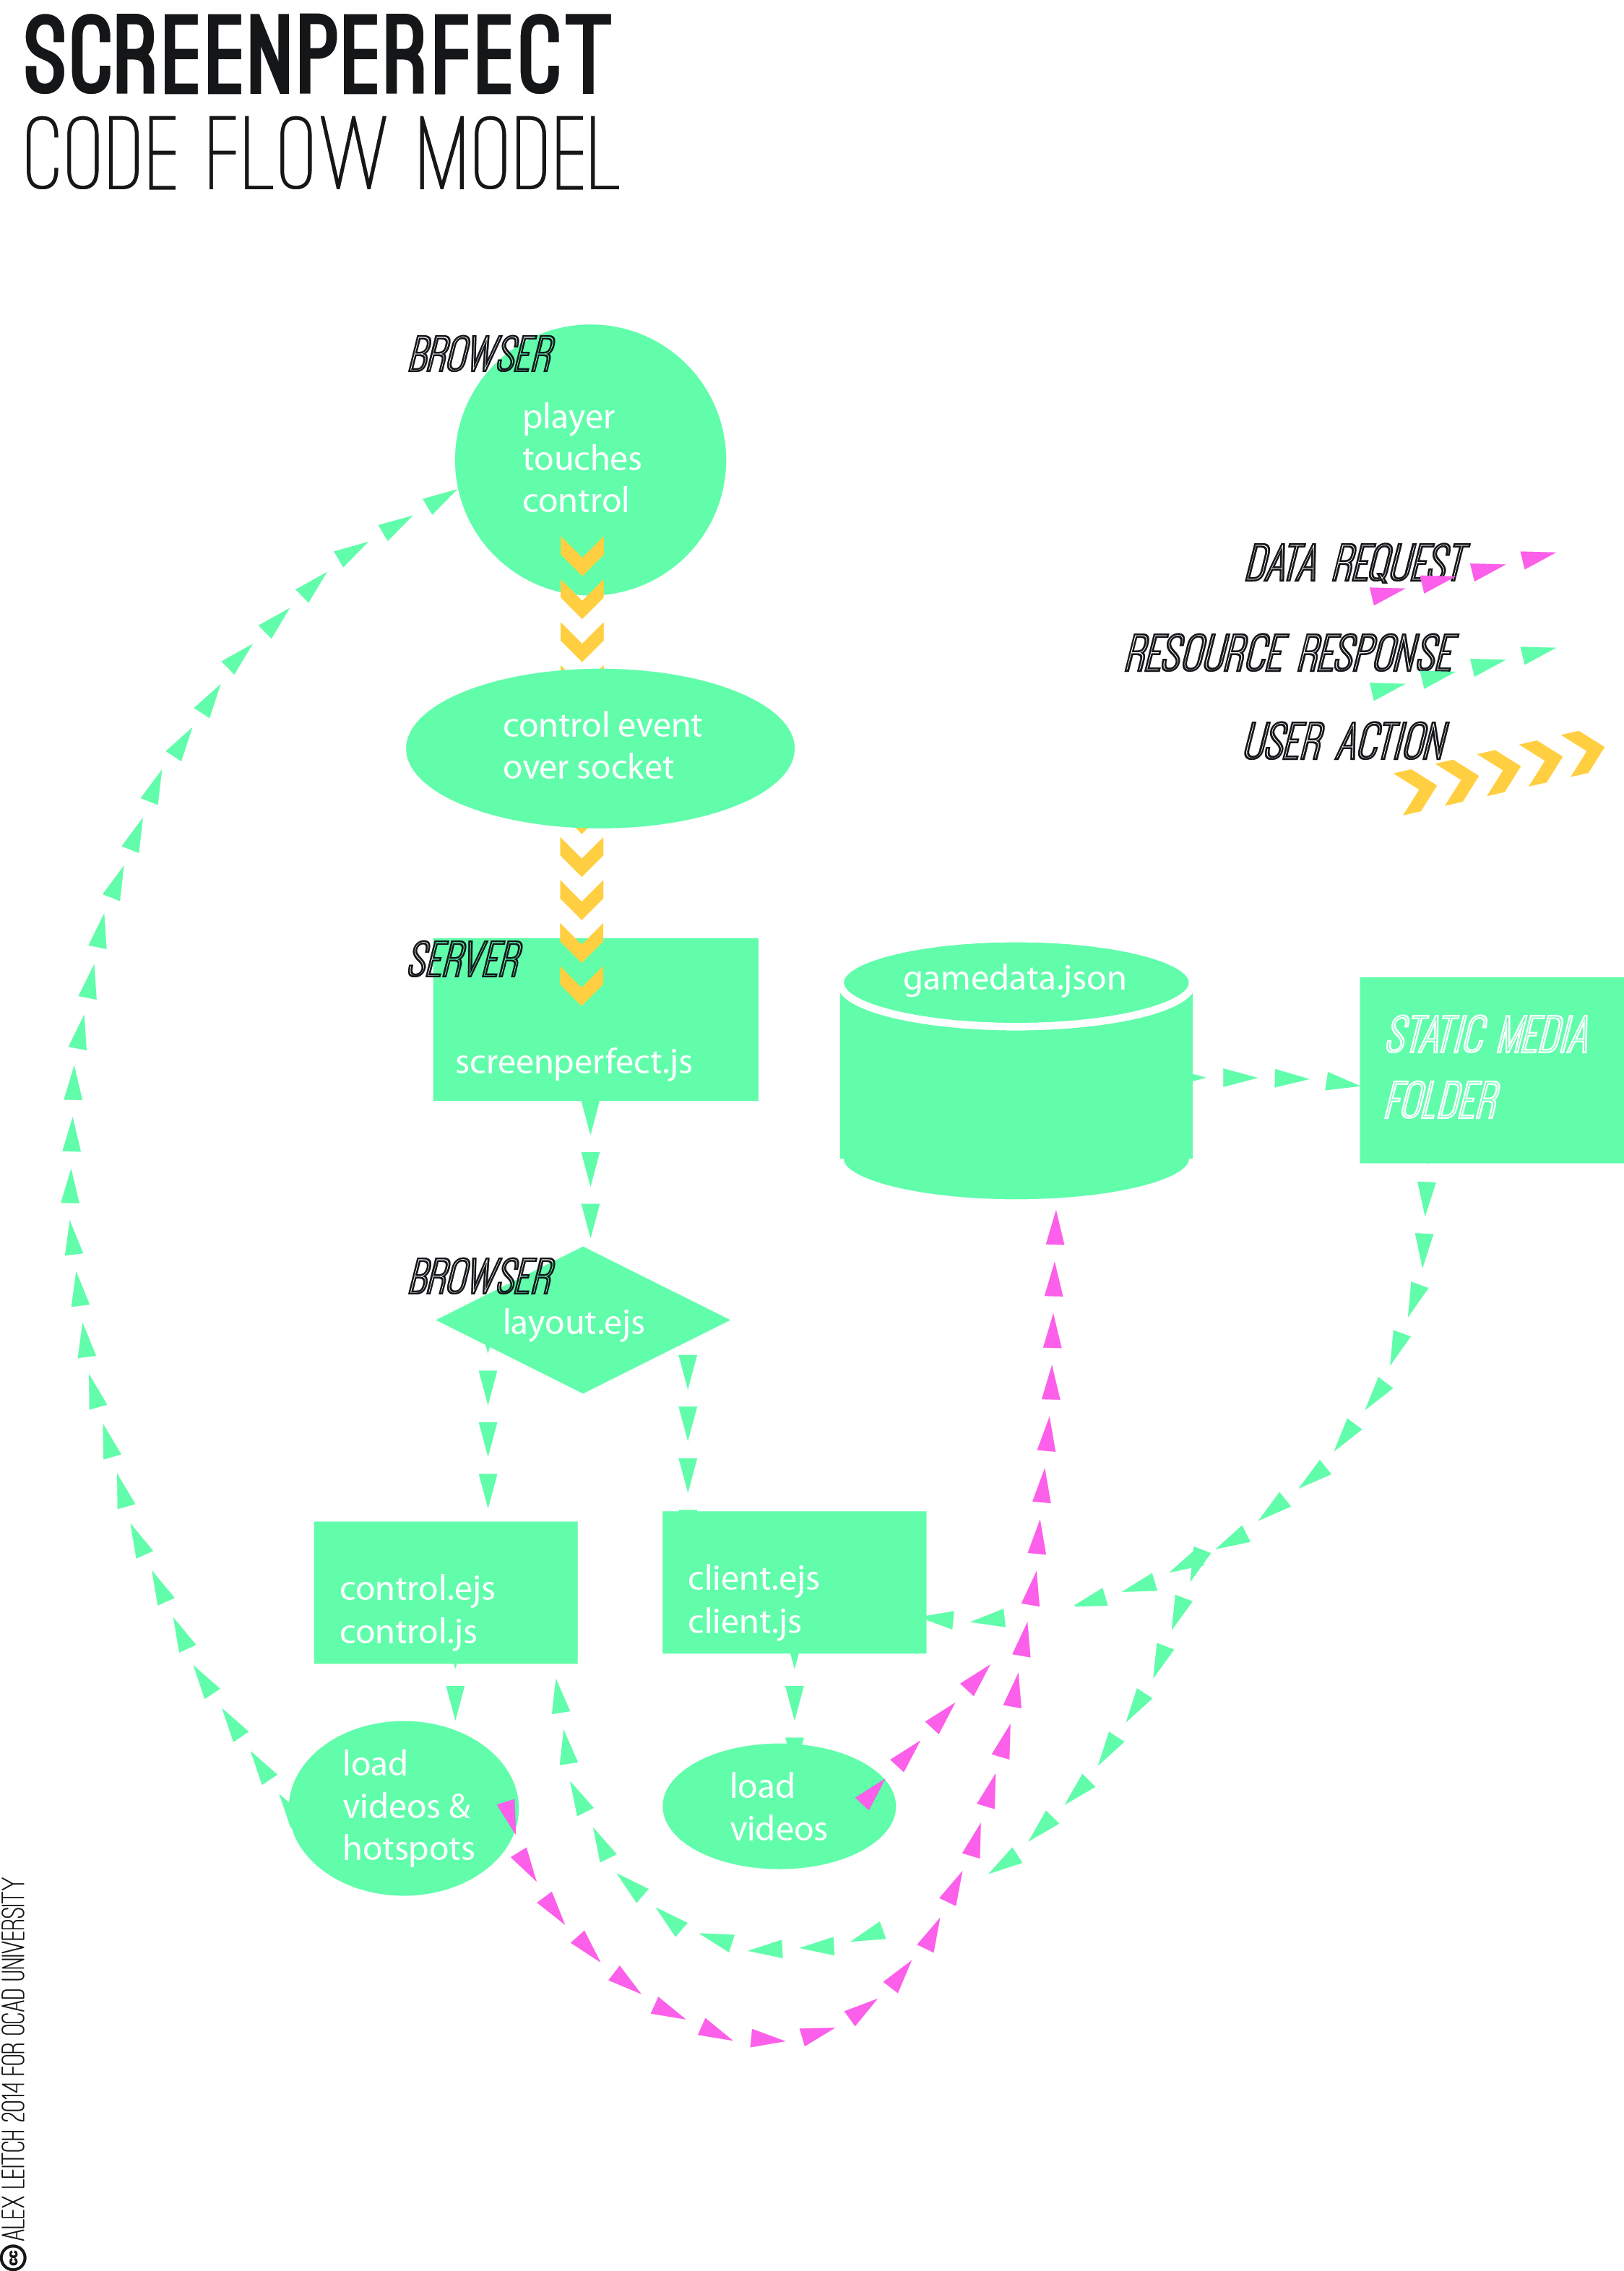 SCREENPERFECT
CODE FLOW MODEL
BROWSER
player
touches
control
DATA REQUEST
RESOURCE RESPONSE
USER ACTION
control event
over socket
SERVER
screenperfect.js
gamedata.json
STATIC MEDIA
FOLDER
BROWSER
layout.ejs
control.ejs
control.js
client.ejs
client.js
load
videos &
hotspots
load
videos
cc ALEX LEITCH 2014 FOR OCAD UNIVERSITY